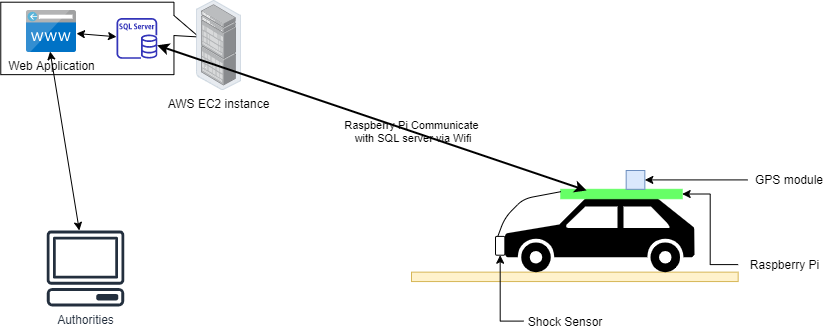 WWW
SQL Server
Web Application
AWS EC2 instance
Raspberry Pi Communicate
with SQL server via Wifi
GPS module
Raspberry Pi
Shock Sensor
Authorities